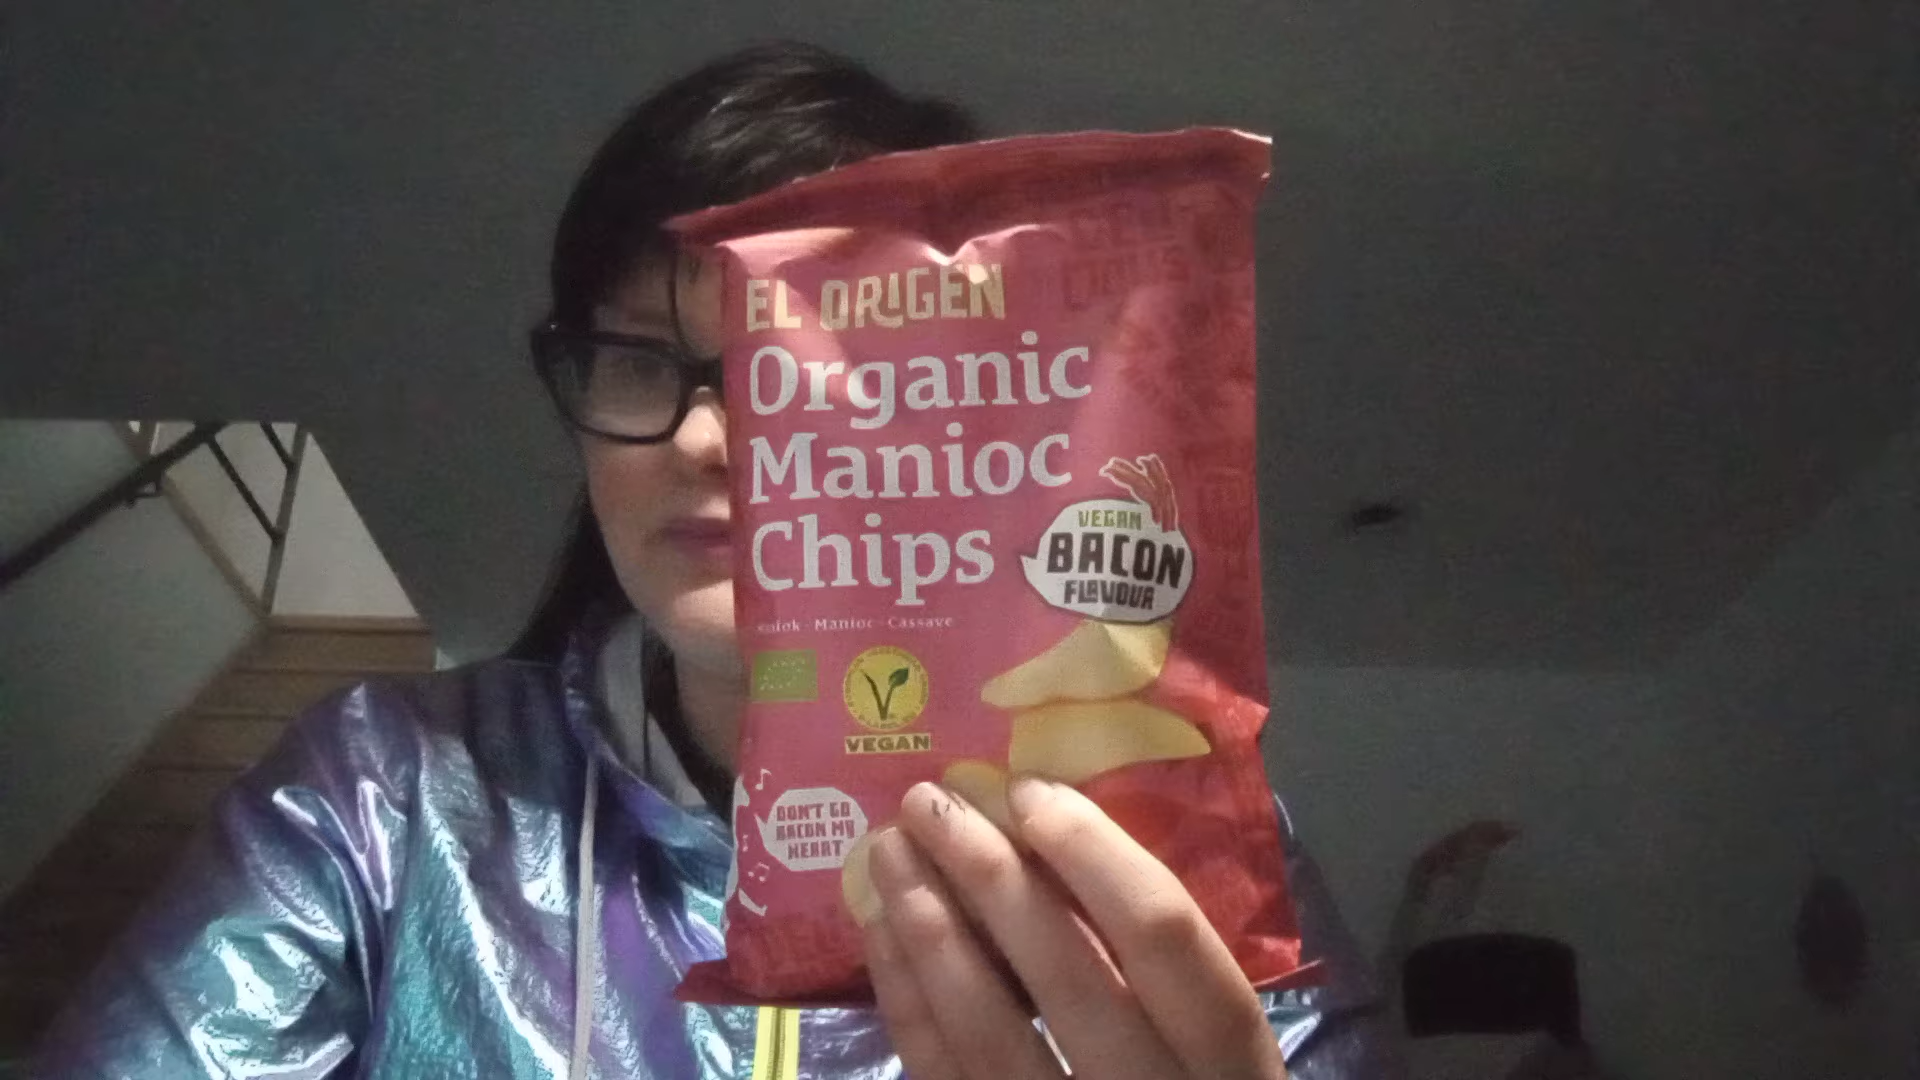 EL ORIGEN
Organic
Manioc
Chips
VEGAN
BACON
FLAVOUR
Manioc - Cassave
VEGAN
DON'T GO
BACON MY
HEART